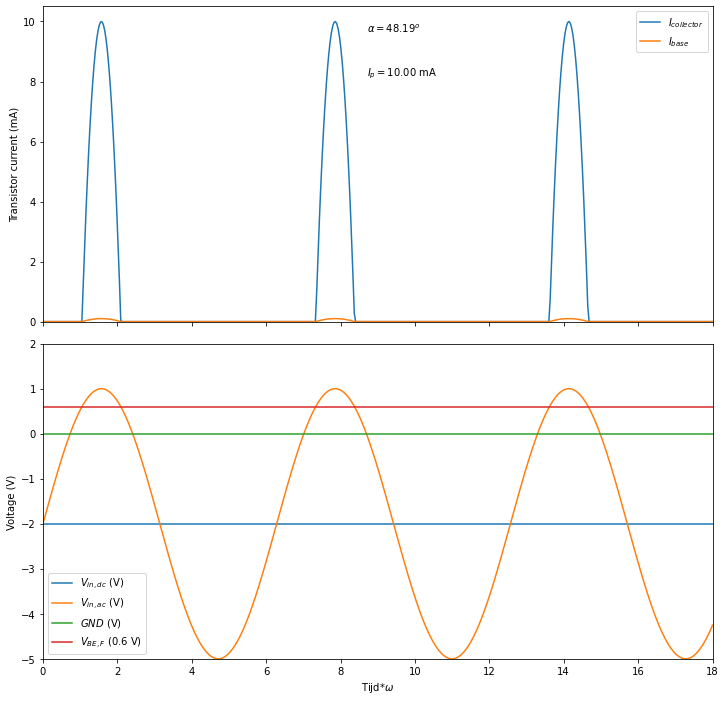 10
8
6
4
2
0
Transistor current (mA)
α = 48.19°
I_p = 10.00 mA
I_collector
I_base
2
1
0
−1
−2
−3
−4
−5
Voltage (V)
V_in,dc (V)
V_in,ac (V)
GND (V)
V_BE,F (0.6 V)
0 2 4 6 8 10 12 14 16 18
Tijd*ω